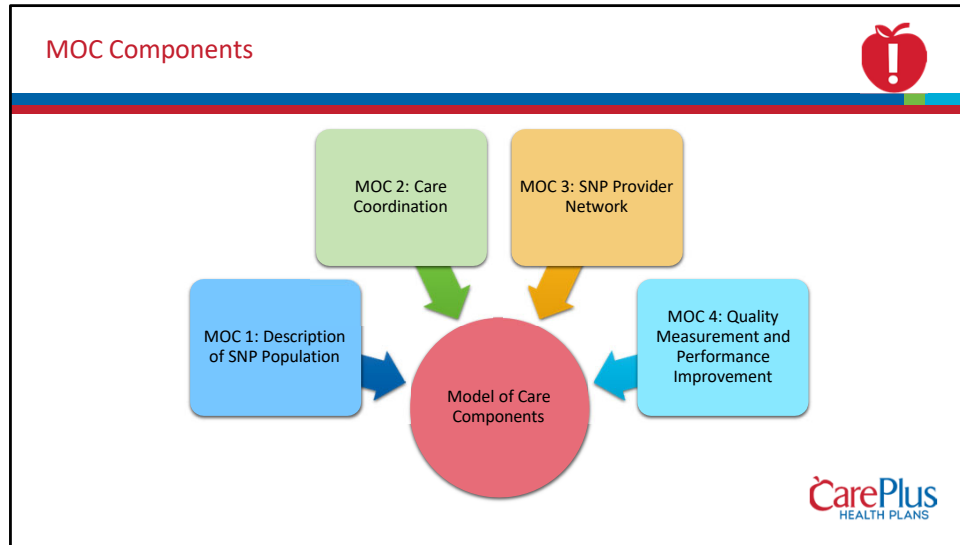 MOC Components
MOC 2: Care
Coordination
MOC 3: SNP Provider
Network
MOC 1: Description
of SNP Population
MOC 4: Quality
Measurement and
Performance
Improvement
Model of Care
Components
CarePlus
HEALTH PLANS